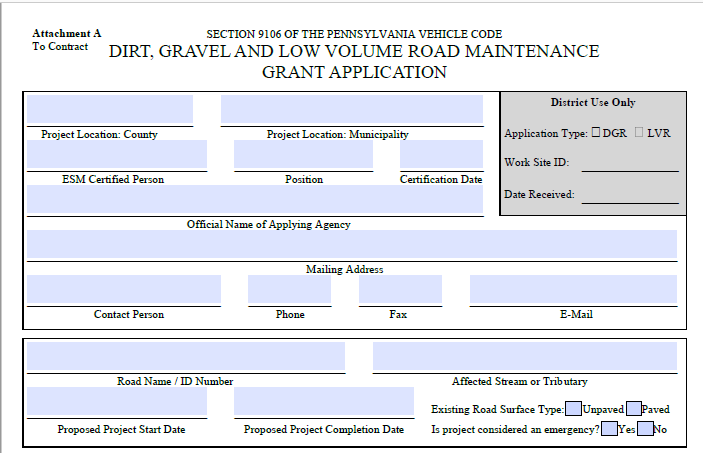 Attachment A
To Contract
SECTION 9106 OF THE PENNSYLVANIA VEHICLE CODE
DIRT, GRAVEL AND LOW VOLUME ROAD MAINTENANCE
GRANT APPLICATION
District Use Only
Application Type: DGR LVR
Work Site ID:
Date Received:
Project Location: County Project Location: Municipality
ESM Certified Person Position Certification Date
Official Name of Applying Agency
Mailing Address
Contact Person Phone Fax E-Mail
Road Name / ID Number Affected Stream or Tributary
Existing Road Surface Type: Unpaved Paved
Proposed Project Start Date Proposed Project Completion Date Is project considered an emergency? Yes No